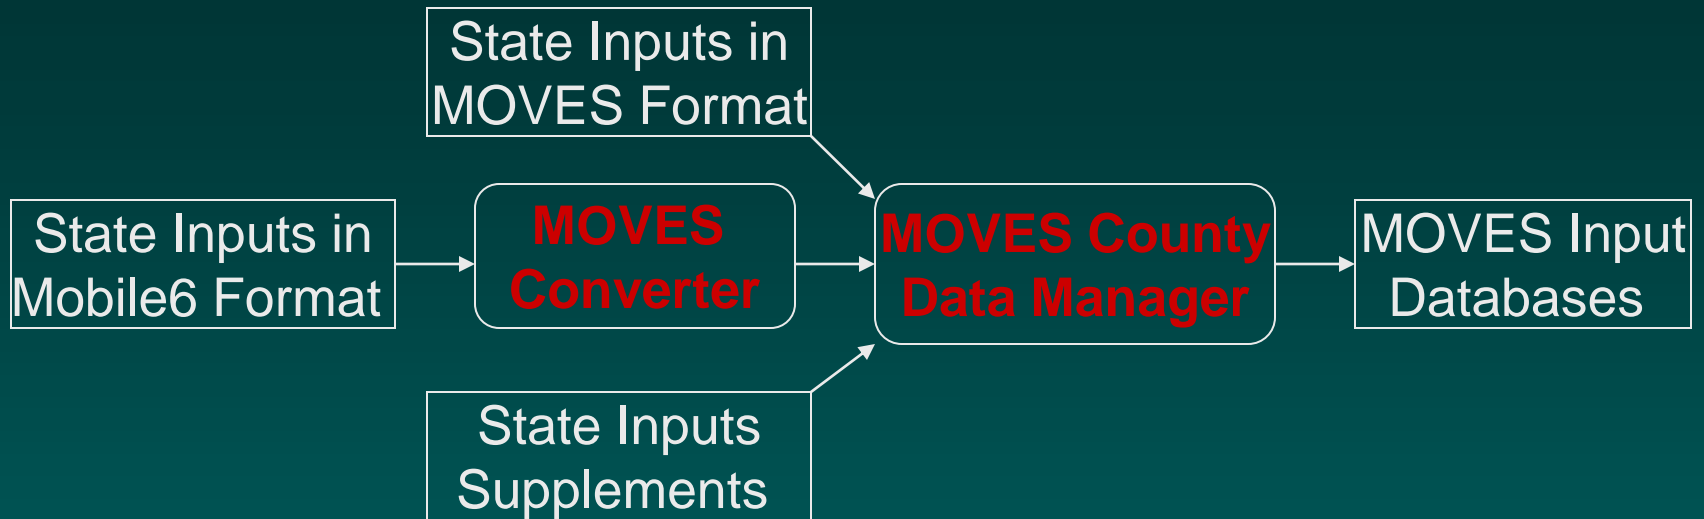 State Inputs in
MOVES Format
State Inputs in
Mobile6 Format
MOVES
Converter
MOVES County
Data Manager
MOVES Input
Databases
State Inputs
Supplements